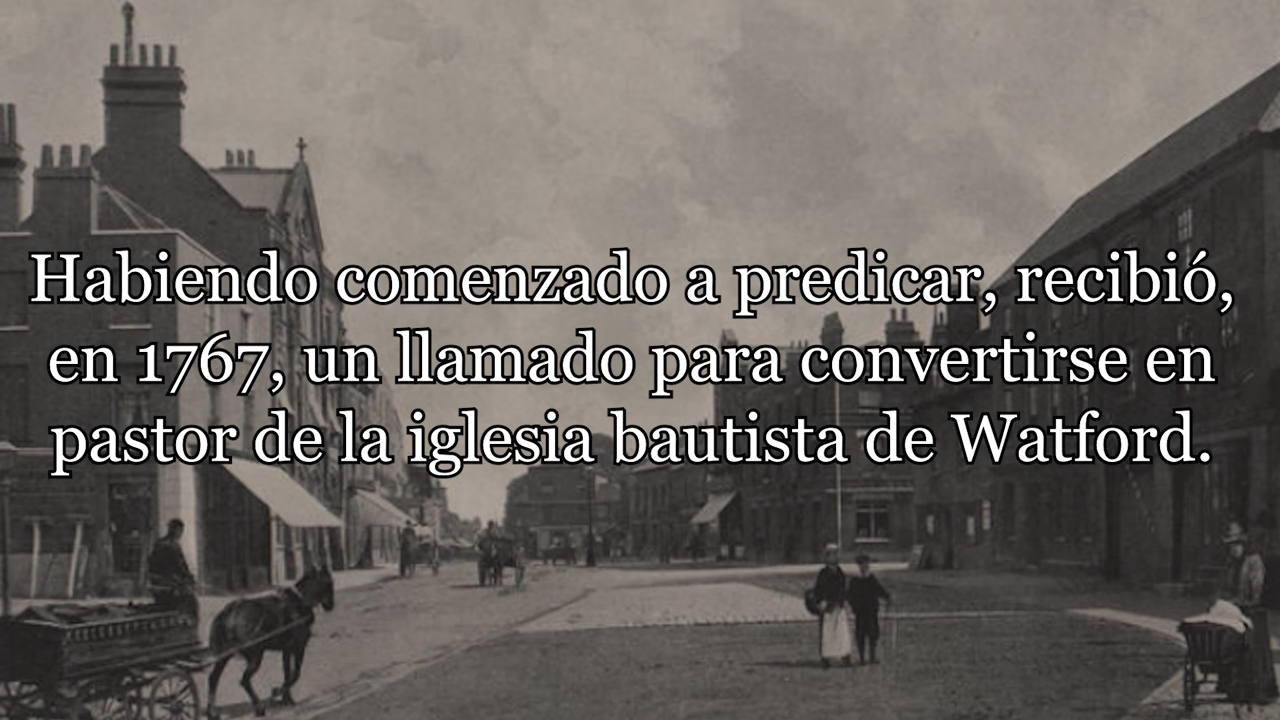 Habiendo comenzado a predicar, recibió,
en 1767, un llamado para convertirse en
pastor de la iglesia bautista de Watford.